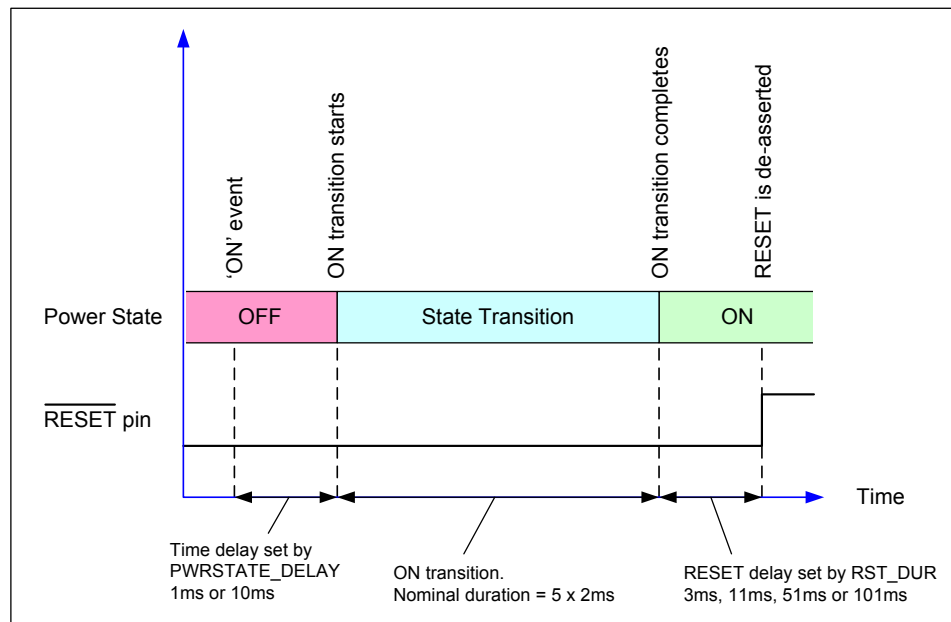 'ON' event
ON transition starts
ON transition completes
RESET is de-asserted
Power State
OFF
State Transition
ON
RESET pin
Time
Time delay set by
PWRSTATE_DELAY
1ms or 10ms
ON transition.
Nominal duration = 5 x 2ms
RESET delay set by RST_DUR
3ms, 11ms, 51ms or 101ms